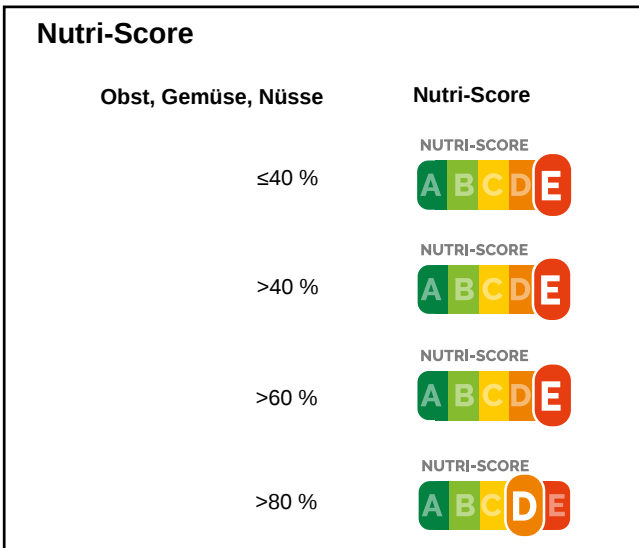 Nutri-Score
Obst, Gemüse, Nüsse Nutri-Score
NUTRI-SCORE
≤40 % A B C D E
NUTRI-SCORE
>40 % A B C D E
NUTRI-SCORE
>60 % A B C D E
NUTRI-SCORE
>80 % A B C D E